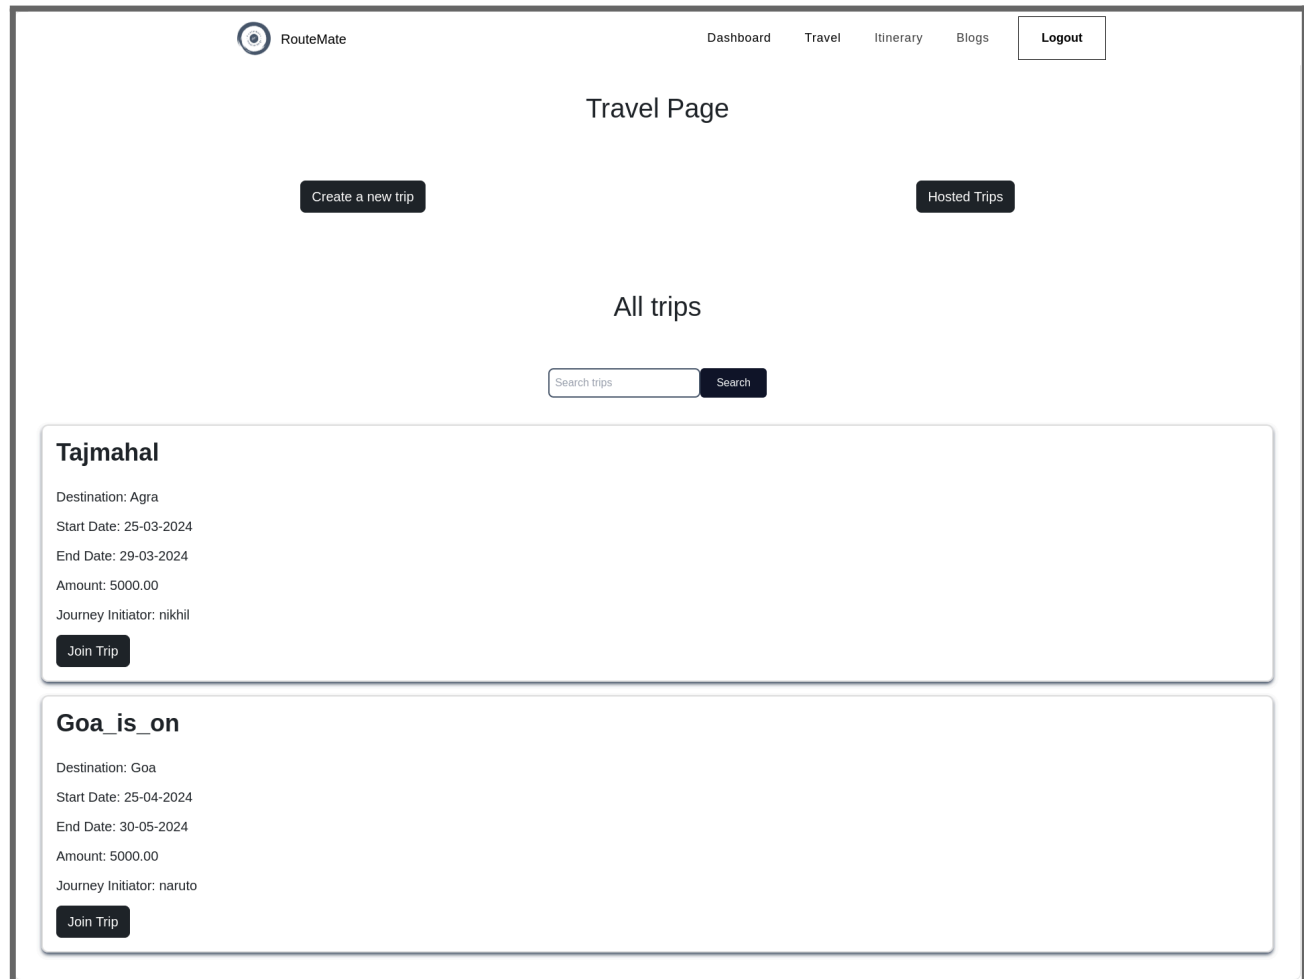 RouteMate
Dashboard Travel Itinerary Blogs Logout
Travel Page
Create a new trip Hosted Trips
All trips
Search trips Search
Tajmahal
Destination: Agra
Start Date: 25-03-2024
End Date: 29-03-2024
Amount: 5000.00
Journey Initiator: nikhil
Join Trip
Goa_is_on
Destination: Goa
Start Date: 25-04-2024
End Date: 30-05-2024
Amount: 5000.00
Journey Initiator: naruto
Join Trip